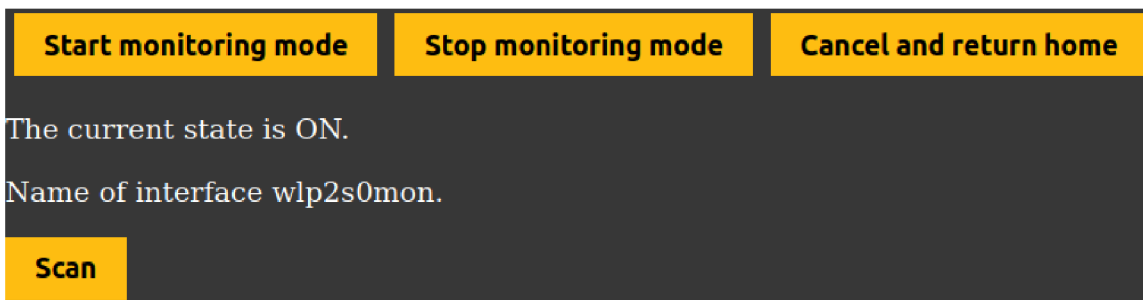 Start monitoring mode Stop monitoring mode Cancel and return home
The current state is ON.
Name of interface wlp2s0mon.
Scan